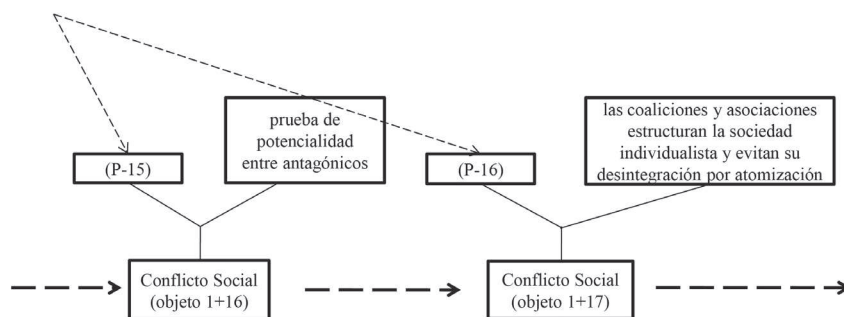 (P-15)
prueba de
potencialidad
entre antagónicos
(P-16)
las coaliciones y asociaciones
estructuran la sociedad
individualista y evitan su
desintegración por atomización
Conflicto Social
(objeto 1+16)
Conflicto Social
(objeto 1+17)